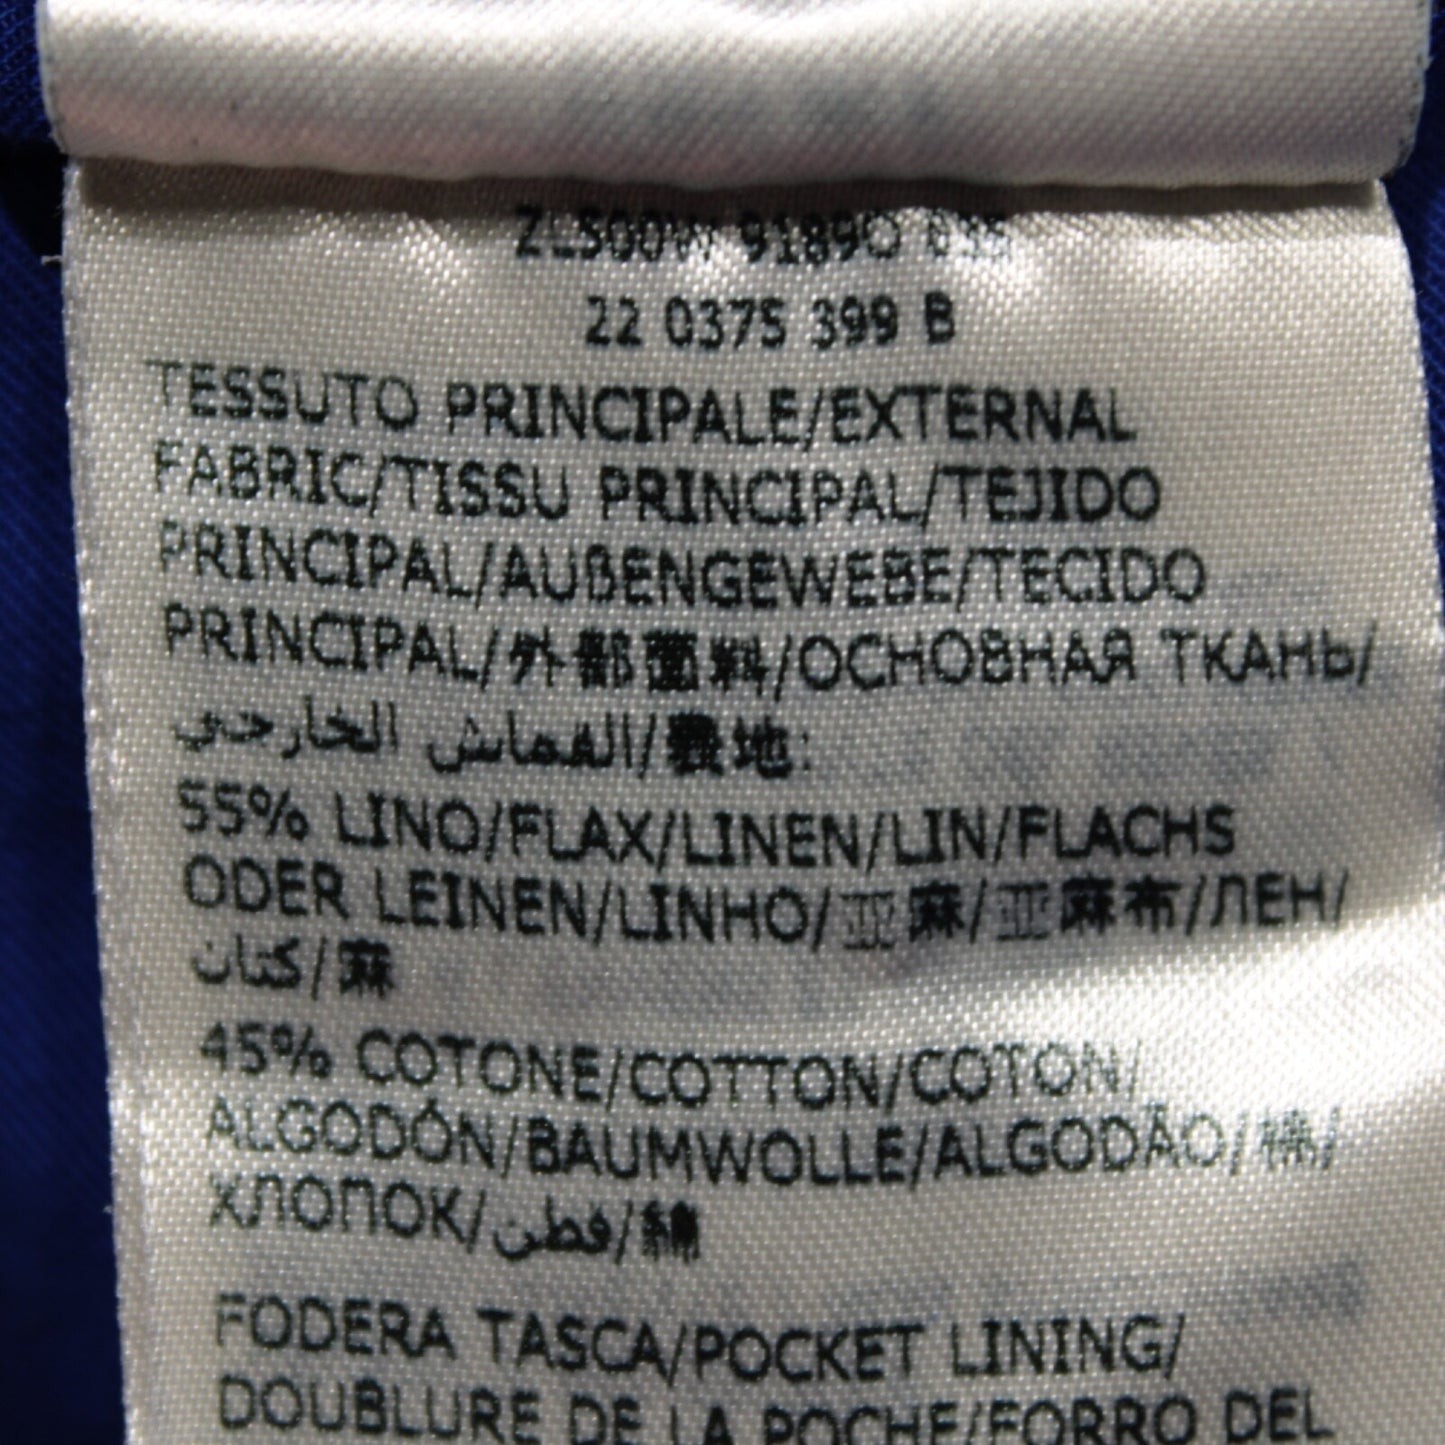 ZL500W 91890 035
22 0375 399 B
TESSUTO PRINCIPALE/EXTERNAL
FABRIC/TISSU PRINCIPAL/TEJIDO
PRINCIPAL/AUßENGEWEBE/TECIDO
PRINCIPAL/外部面料/ОСНОВНАЯ ТКАНЬ/
القماش الخارجي/表地:
55% LINO/FLAX/LINEN/LIN/FLACHS
ODER LEINEN/LINHO/亚麻/亚麻布/ЛЕН/
كتان/麻
45% COTONE/COTTON/COTON/
ALGODÓN/BAUMWOLLE/ALGODÃO/棉/
ХЛОПОК/قطن/綿
FODERA TASCA/POCKET LINING/
DOUBLURE DE LA POCHE/FORRO DEL